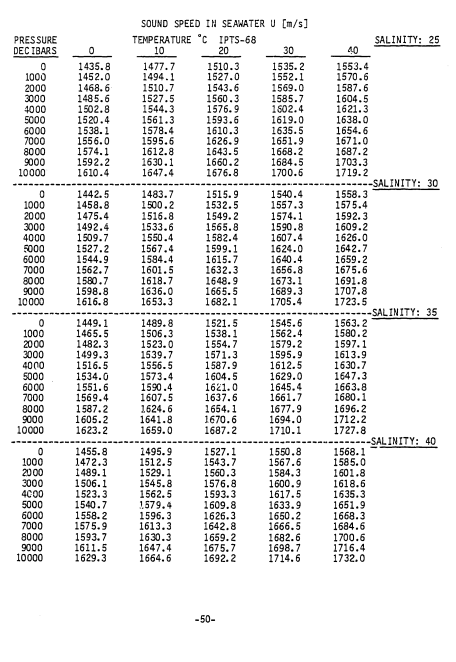 SOUND SPEED IN SEAWATER U [m/s]
PRESSURE TEMPERATURE °C IPTS-68 SALINITY: 25
DECIBARS 0 10 20 30 40
0 1435.8 1477.7 1510.3 1535.2 1553.4
1000 1452.0 1494.1 1527.0 1552.1 1570.6
2000 1468.6 1510.7 1543.6 1569.0 1587.6
3000 1485.6 1527.5 1560.3 1585.7 1604.5
4000 1502.8 1544.3 1576.9 1602.4 1621.3
5000 1520.4 1561.3 1593.6 1619.0 1638.0
6000 1538.1 1578.4 1610.3 1635.5 1654.6
7000 1556.0 1595.6 1626.9 1651.9 1671.0
8000 1574.1 1612.8 1643.5 1668.2 1687.2
9000 1592.2 1630.1 1660.2 1684.5 1703.3
10000 1610.4 1647.4 1676.8 1700.6 1719.2
SALINITY: 30
0 1442.5 1483.7 1515.9 1540.4 1558.3
1000 1458.8 1500.2 1532.5 1557.3 1575.4
2000 1475.4 1516.8 1549.2 1574.1 1592.3
3000 1492.4 1533.6 1565.8 1590.8 1609.2
4000 1509.7 1550.4 1582.4 1607.4 1626.0
5000 1527.2 1567.4 1599.1 1624.0 1642.7
6000 1544.9 1584.4 1615.7 1640.4 1659.2
7000 1562.7 1601.5 1632.3 1656.8 1675.6
8000 1580.7 1618.7 1648.9 1673.1 1691.8
9000 1598.8 1636.0 1665.5 1689.3 1707.8
10000 1616.8 1653.3 1682.1 1705.4 1723.5
SALINITY: 35
0 1449.1 1489.8 1521.5 1545.6 1563.2
1000 1465.5 1506.3 1538.1 1562.4 1580.2
2000 1482.3 1523.0 1554.7 1579.2 1597.1
3000 1499.3 1539.7 1571.3 1595.9 1613.9
4000 1516.5 1556.5 1587.9 1612.5 1630.7
5000 1534.0 1573.4 1604.5 1629.0 1647.3
6000 1551.6 1590.4 1621.0 1645.4 1663.8
7000 1569.4 1607.5 1637.6 1661.7 1680.1
8000 1587.2 1624.6 1654.1 1677.9 1696.2
9000 1605.2 1641.8 1670.6 1694.0 1712.2
10000 1623.2 1659.0 1687.2 1710.1 1727.8
SALINITY: 40
0 1455.8 1495.9 1527.1 1550.8 1568.1
1000 1472.3 1512.5 1543.7 1567.6 1585.0
2000 1489.1 1529.1 1560.3 1584.3 1601.8
3000 1506.1 1545.8 1576.8 1600.9 1618.6
4000 1523.3 1562.5 1593.3 1617.5 1635.3
5000 1540.7 1579.4 1609.8 1633.9 1651.9
6000 1558.2 1596.3 1626.3 1650.2 1668.3
7000 1575.9 1613.3 1642.8 1666.5 1684.6
8000 1593.7 1630.3 1659.2 1682.6 1700.6
9000 1611.5 1647.4 1675.7 1698.7 1716.4
10000 1629.3 1664.6 1692.2 1714.6 1732.0
-50-